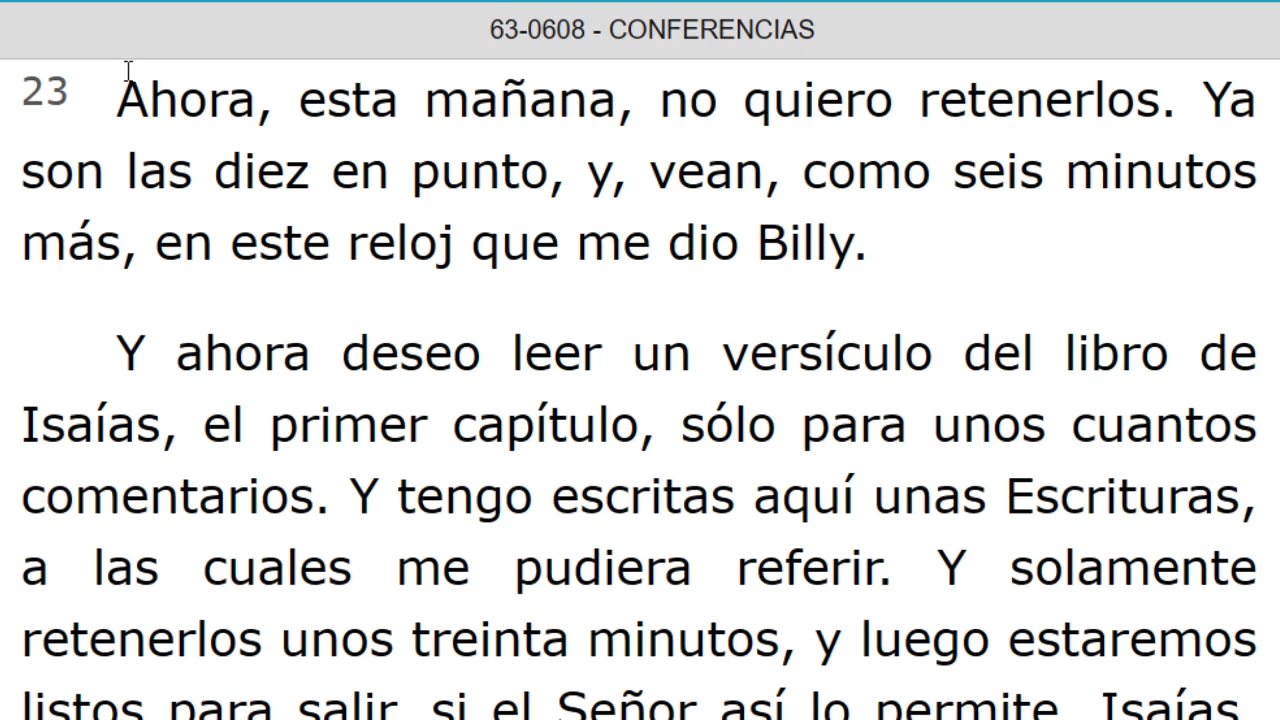 63-0608 - CONFERENCIAS
23 Ahora, esta mañana, no quiero retenerlos. Ya
son las diez en punto, y, vean, como seis minutos
más, en este reloj que me dio Billy.
Y ahora deseo leer un versículo del libro de
Isaías, el primer capítulo, sólo para unos cuantos
comentarios. Y tengo escritas aquí unas Escrituras,
a las cuales me pudiera referir. Y solamente
retenerlos unos treinta minutos, y luego estaremos
listos para salir, si el Señor así lo permite. Isaías,